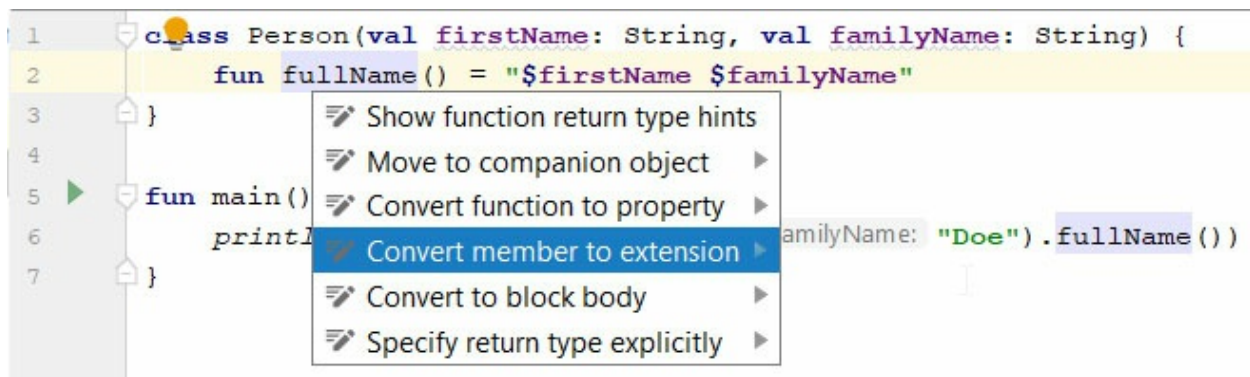 1 class Person(val firstName: String, val familyName: String) {
2 fun fullName() = "$firstName $familyName"
3 }
Show function return type hints
4
Move to companion object
5 fun main()
Convert function to property
6 printl amilyName: "Doe").fullName())
Convert member to extension
7 }
Convert to block body
Specify return type explicitly